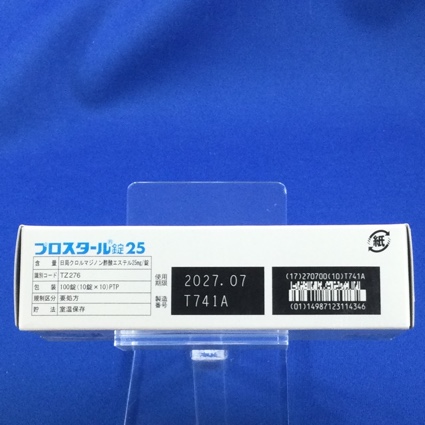 プロスタール®錠25
含 量 日局クロルマジノン酢酸エステル25mg/錠
識別コード TZ276
包 装 100錠(10錠×10)PTP
規制区分 要処方
貯 法 室温保存
使用期限 2027.07
製造番号 T741A
紙
(17)270700(10)T741A
(01)14987123114346